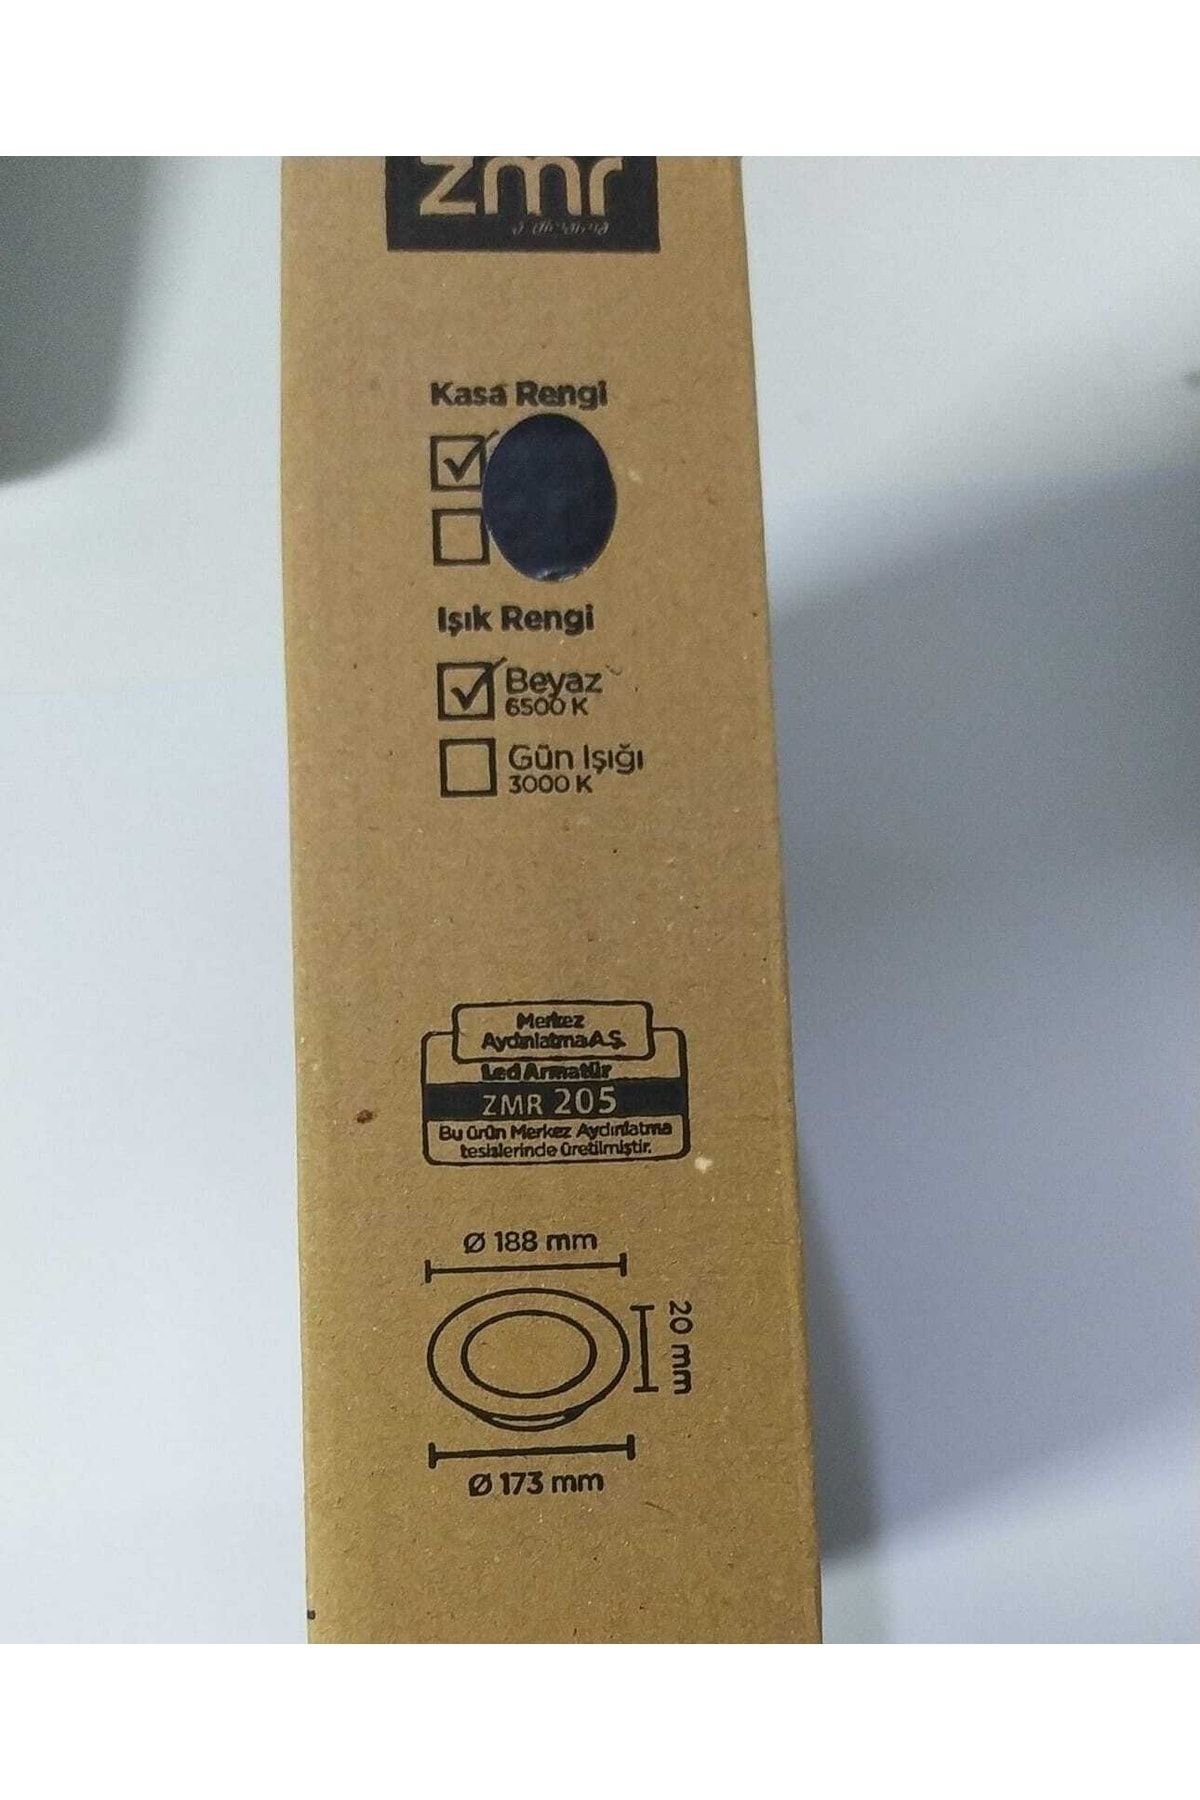 zmr
Kasa Rengi
Işık Rengi
Beyaz
6500 K
Gün Işığı
3000 K
Merkez
Aydınlatma A.Ş.
Led Armatür
ZMR 205
Bu ürün Merkez Aydınlatma
tesislerinde üretilmiştir.
Ø 188 mm
20 mm
Ø 173 mm